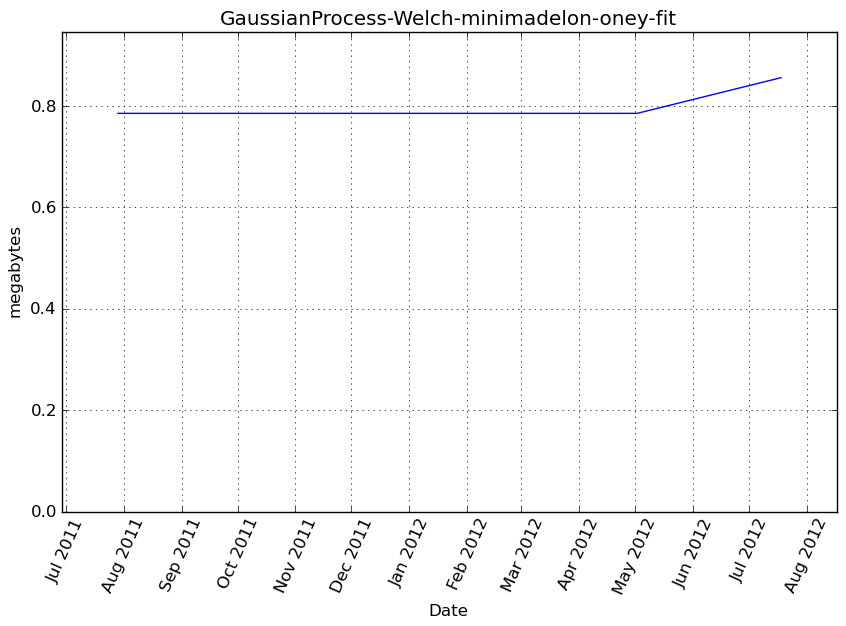 GaussianProcess-Welch-minimadelon-oney-fit
megabytes
0.8
0.6
0.4
0.2
0.0
Jul 2011
Aug 2011
Sep 2011
Oct 2011
Nov 2011
Dec 2011
Jan 2012
Feb 2012
Mar 2012
Apr 2012
May 2012
Jun 2012
Jul 2012
Aug 2012
Date